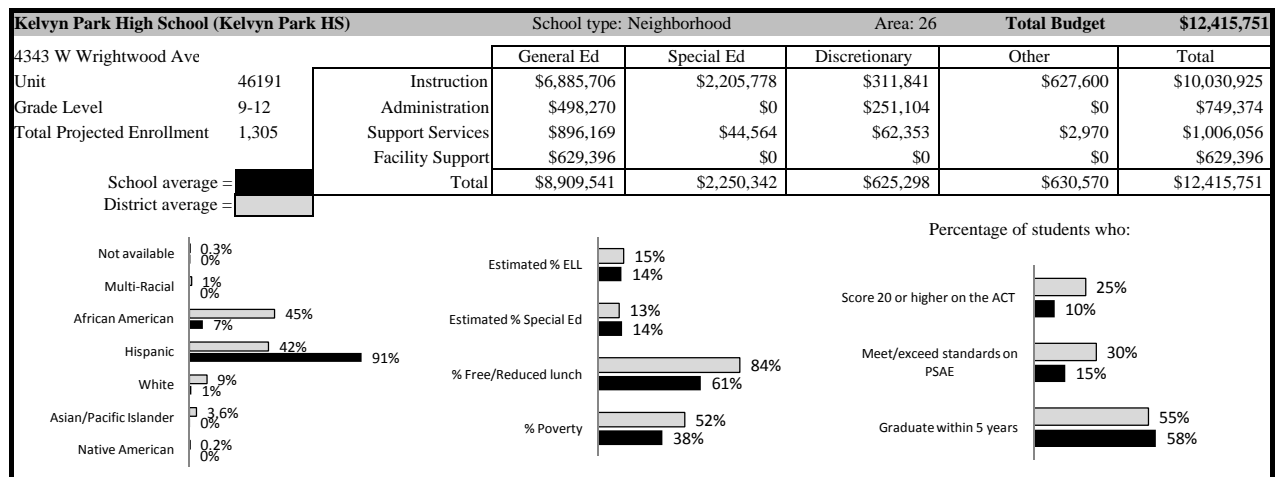 Kelvyn Park High School (Kelvyn Park HS) School type: Neighborhood Area: 26 Total Budget $12,415,751
4343 W Wrightwood Ave General Ed Special Ed Discretionary Other Total
Unit 46191 Instruction $6,885,706 $2,205,778 $311,841 $627,600 $10,030,925
Grade Level 9-12 Administration $498,270 $0 $251,104 $0 $749,374
Total Projected Enrollment 1,305 Support Services $896,169 $44,564 $62,353 $2,970 $1,006,056
Facility Support $629,396 $0 $0 $0 $629,396
School average = Total $8,909,541 $2,250,342 $625,298 $630,570 $12,415,751
District average =
Not available 0.3%
0%
Multi-Racial 1%
0%
African American 45%
7%
Hispanic 42%
91%
White 9%
1%
Asian/Pacific Islander 3.6%
0%
Native American 0.2%
0%
Estimated % ELL 15%
14%
Estimated % Special Ed 13%
14%
% Free/Reduced lunch 84%
61%
% Poverty 52%
38%
Percentage of students who:
Score 20 or higher on the ACT 25%
10%
Meet/exceed standards on
PSAE 30%
15%
Graduate within 5 years 55%
58%